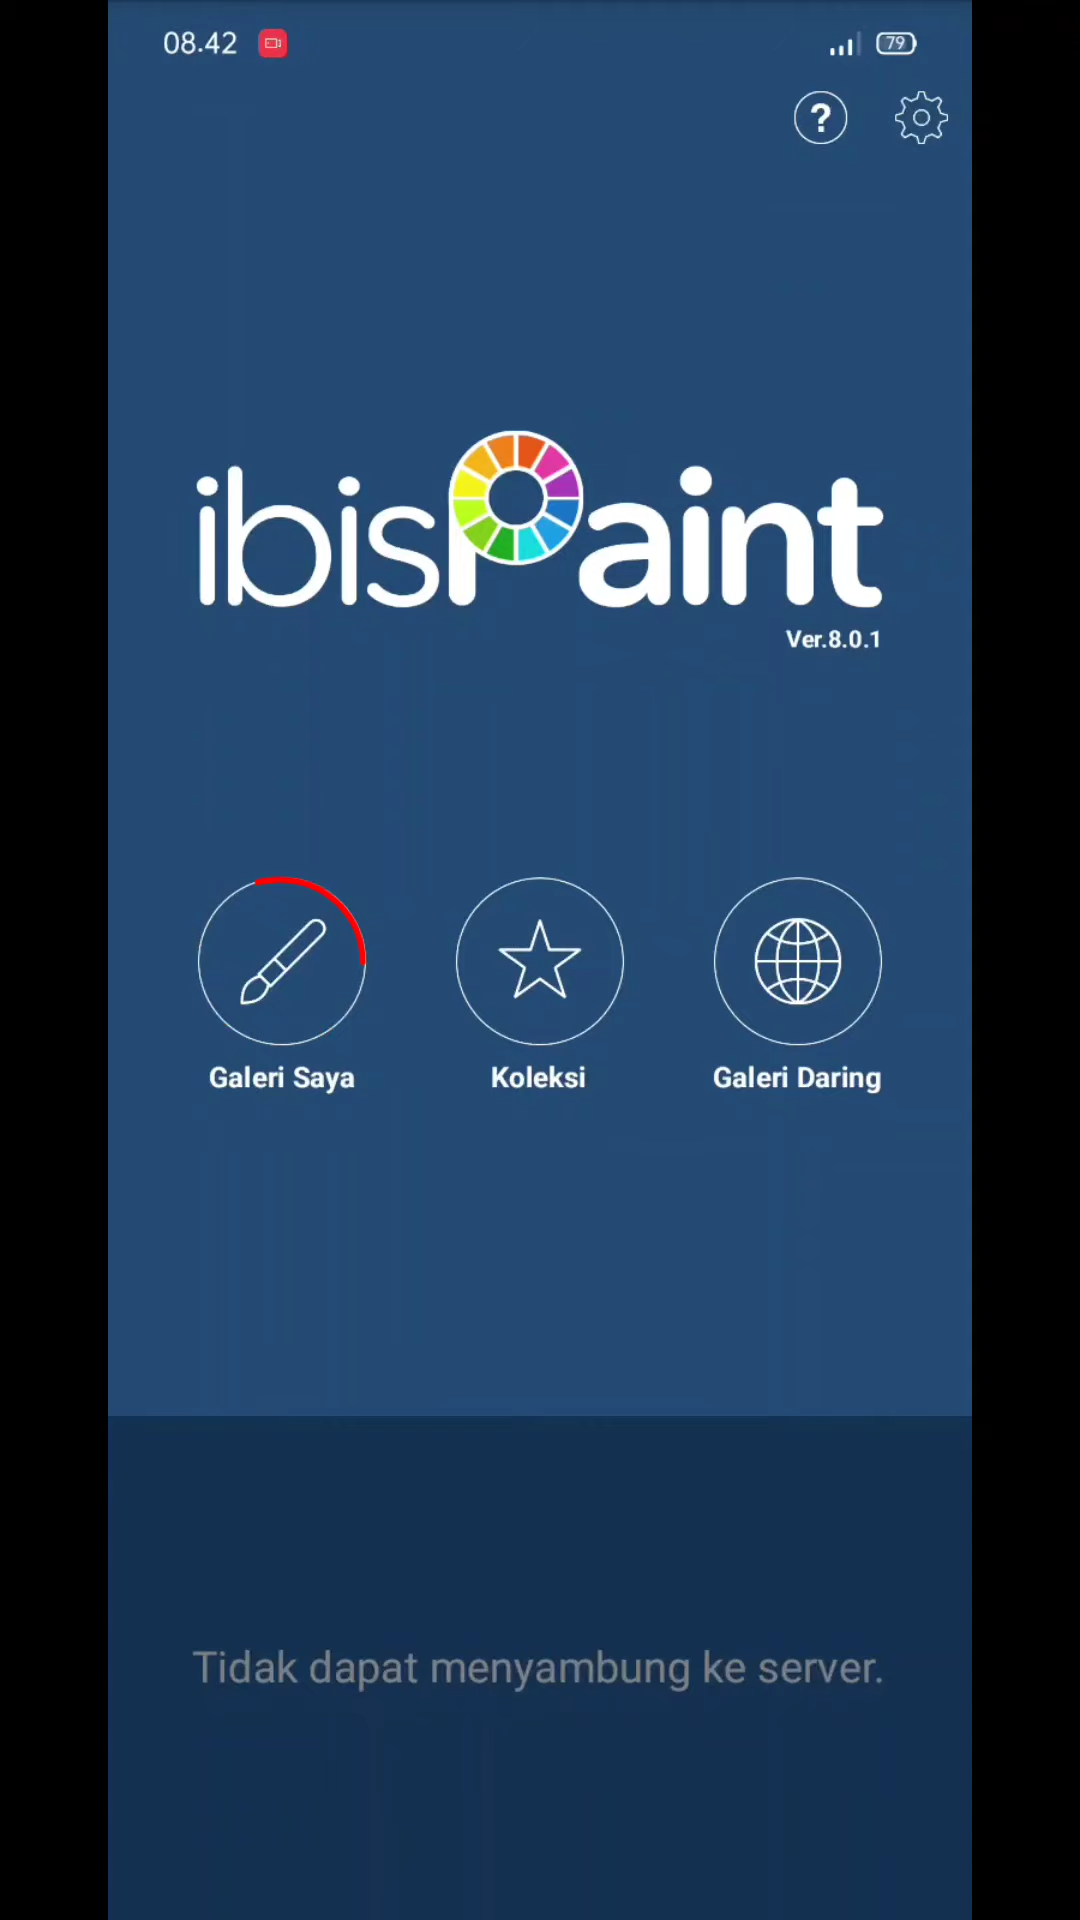 08.42
79
?
ibisPaint
Ver.8.0.1
Galeri Saya
Koleksi
Galeri Daring
Tidak dapat menyambung ke server.